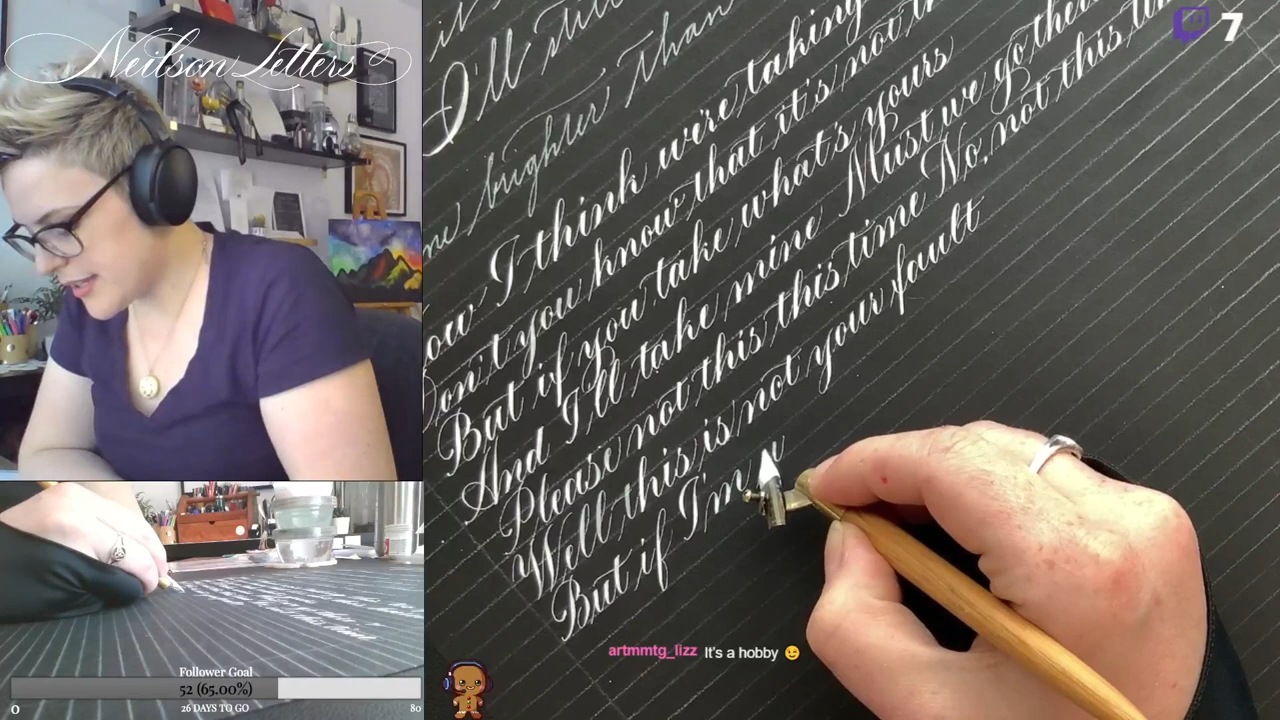 Neilson Letters
7
it's
I'll still
brighter Than
I think we're taking
Don't you know that it's not
But if you take what's yours
And I'll take mine Must we go there
Please not this this time No, not this
Well this is not your fault
But if I'm
artmmtg_lizz It's a hobby 😉
Follower Goal
52 (65.00%)
0 26 DAYS TO GO 80